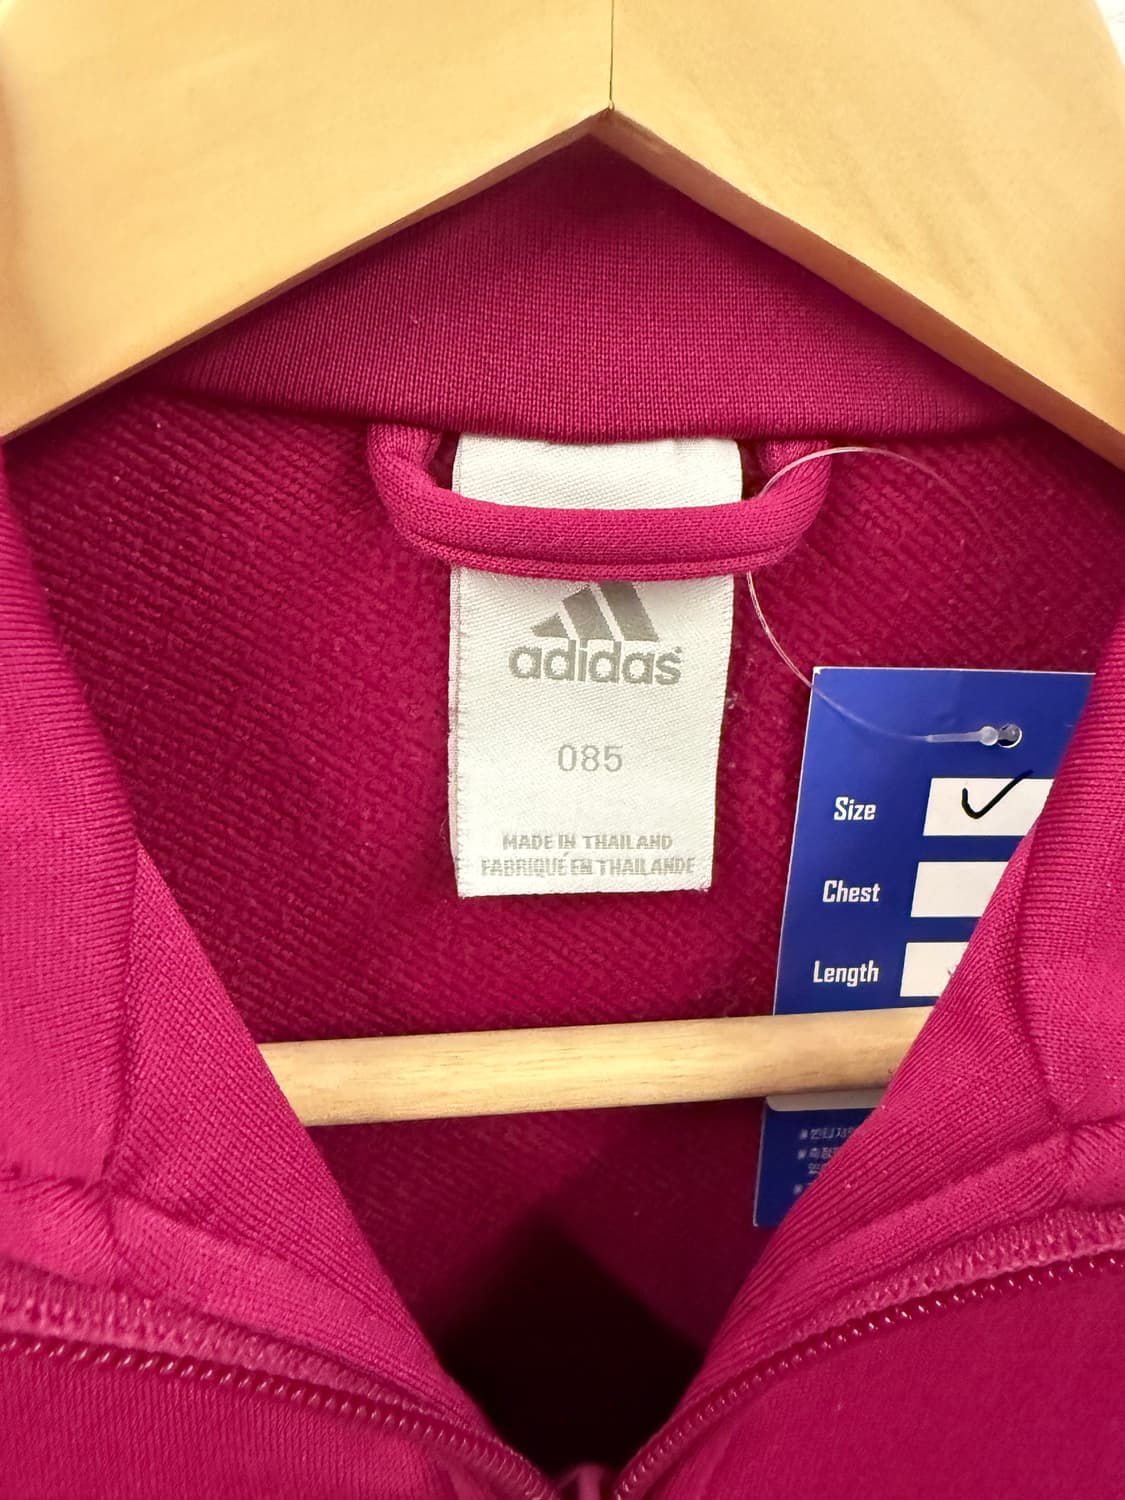 adidas
085
MADE IN THAILAND
FABRIQUÉ EN THAILANDE
Size
Chest
Length